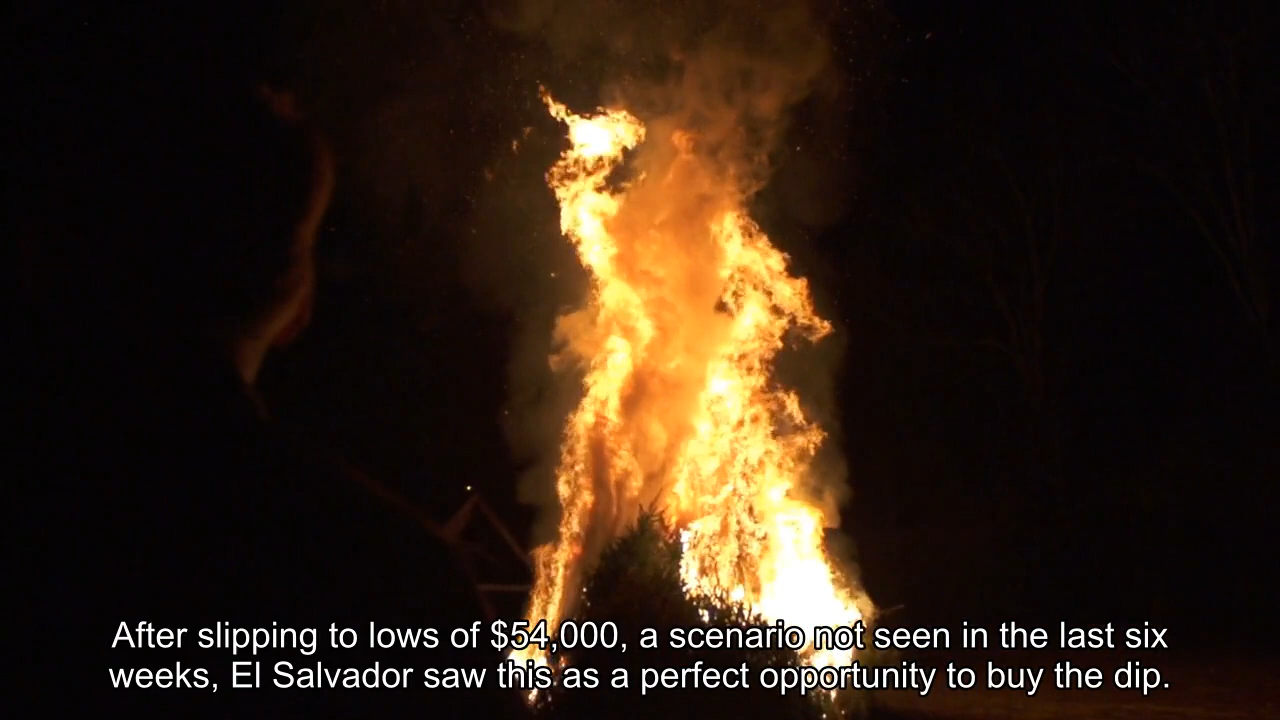 After slipping to lows of $54,000, a scenario not seen in the last six
weeks, El Salvador saw this as a perfect opportunity to buy the dip.